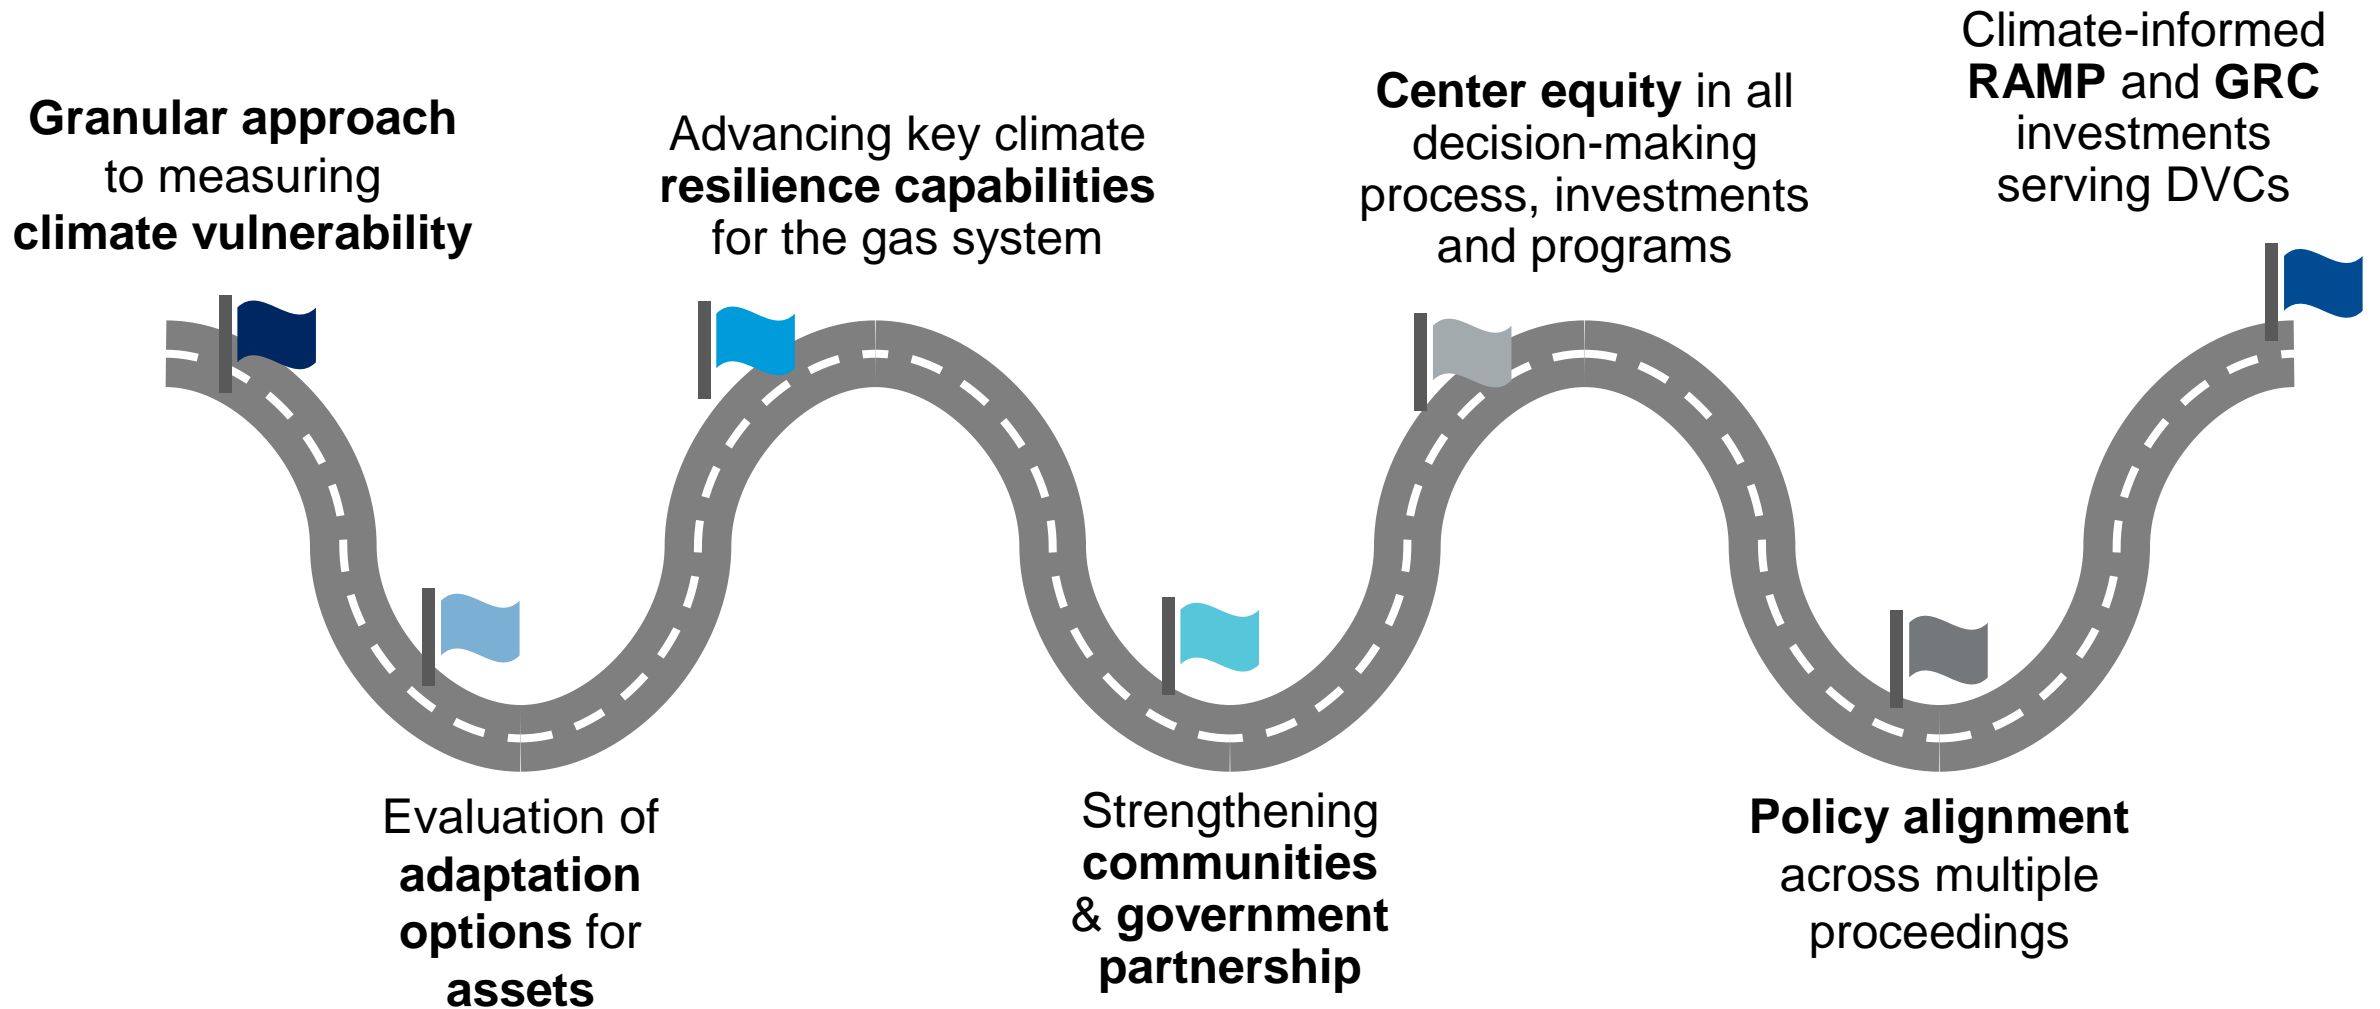 Granular approach
to measuring
climate vulnerability
Evaluation of
adaptation
options for
assets
Advancing key climate
resilience capabilities
for the gas system
Strengthening
communities
& government
partnership
Center equity in all
decision-making
process, investments
and programs
Policy alignment
across multiple
proceedings
Climate-informed
RAMP and GRC
investments
serving DVCs